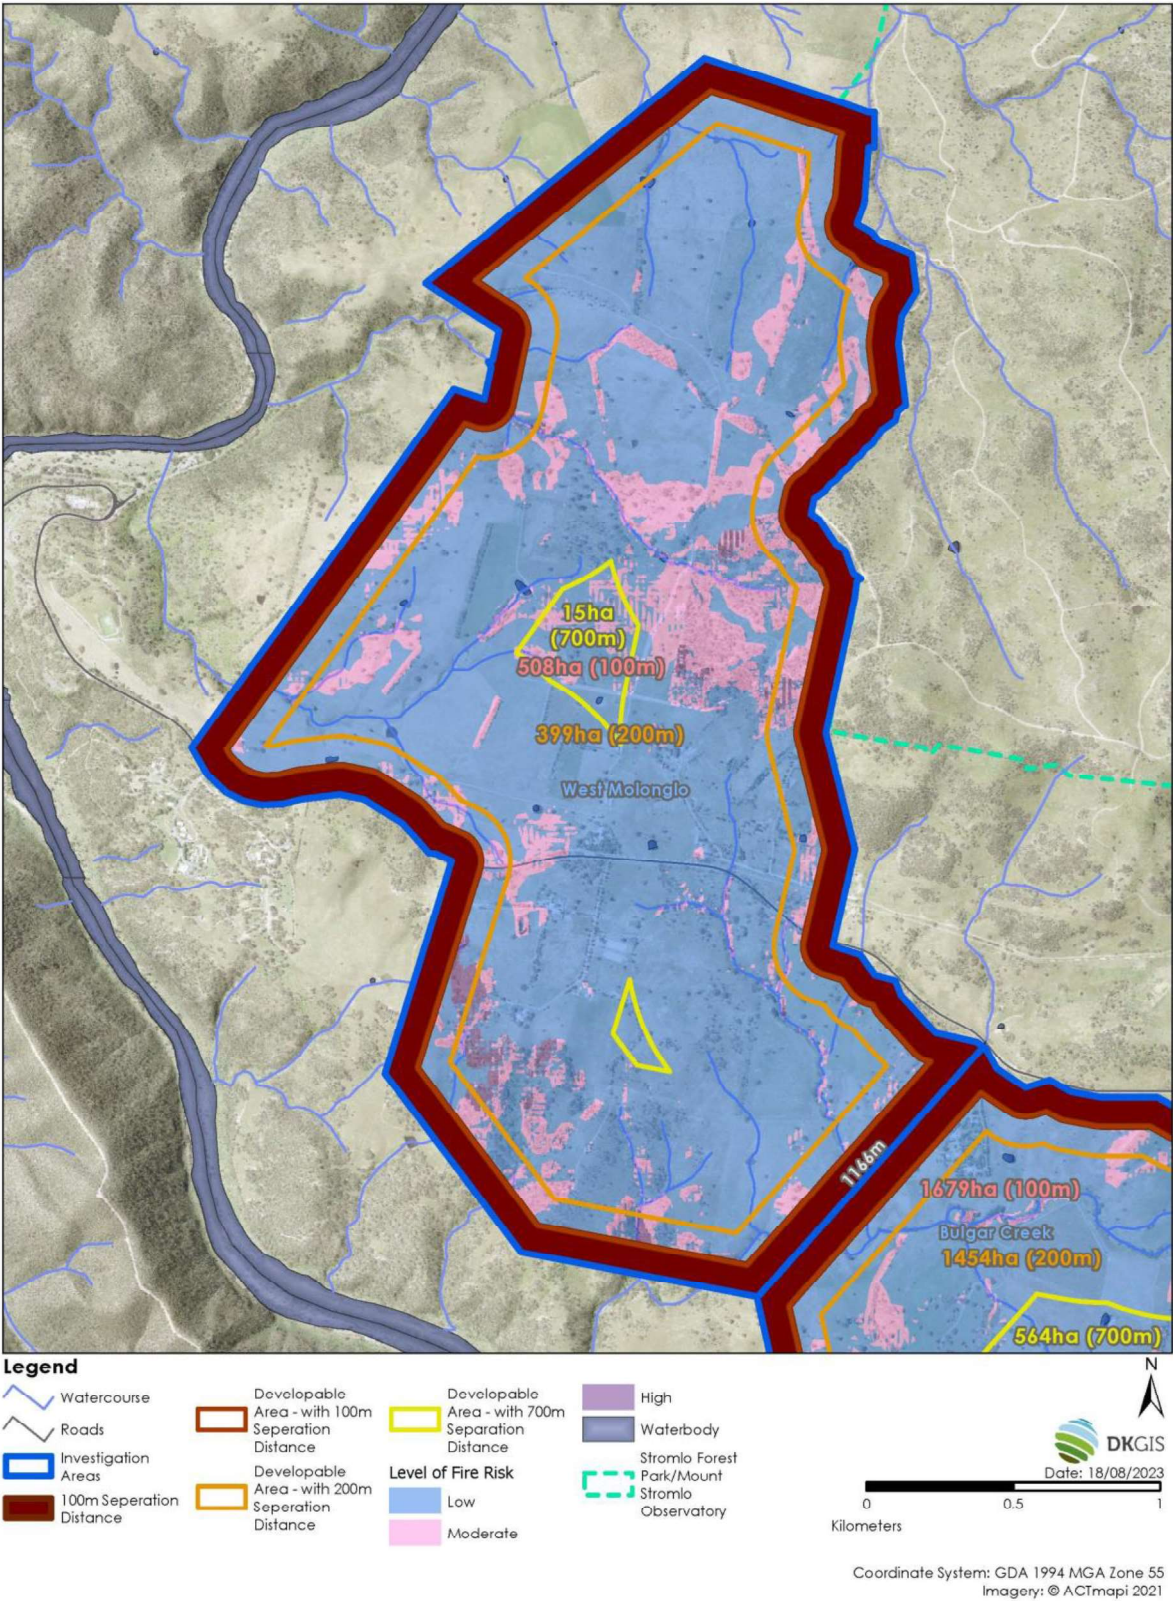 15ha
(700m)
508ha (100m)
399ha (200m)
West Molonglo
1166m
1679ha (100m)
Bulgar Creek
1454ha (200m)
564ha (700m)
Legend
Watercourse
Roads
Investigation
Areas
100m Seperation
Distance
Developable
Area - with 100m
Seperation
Distance
Developable
Area - with 200m
Seperation
Distance
Developable
Area - with 700m
Separation
Distance
Level of Fire Risk
Low
Moderate
High
Waterbody
Stromlo Forest
Park/Mount
Stromlo
Observatory
N
DKGIS
Date: 18/08/2023
0 0.5 1
Kilometers
Coordinate System: GDA 1994 MGA Zone 55
Imagery: © ACTmapi 2021